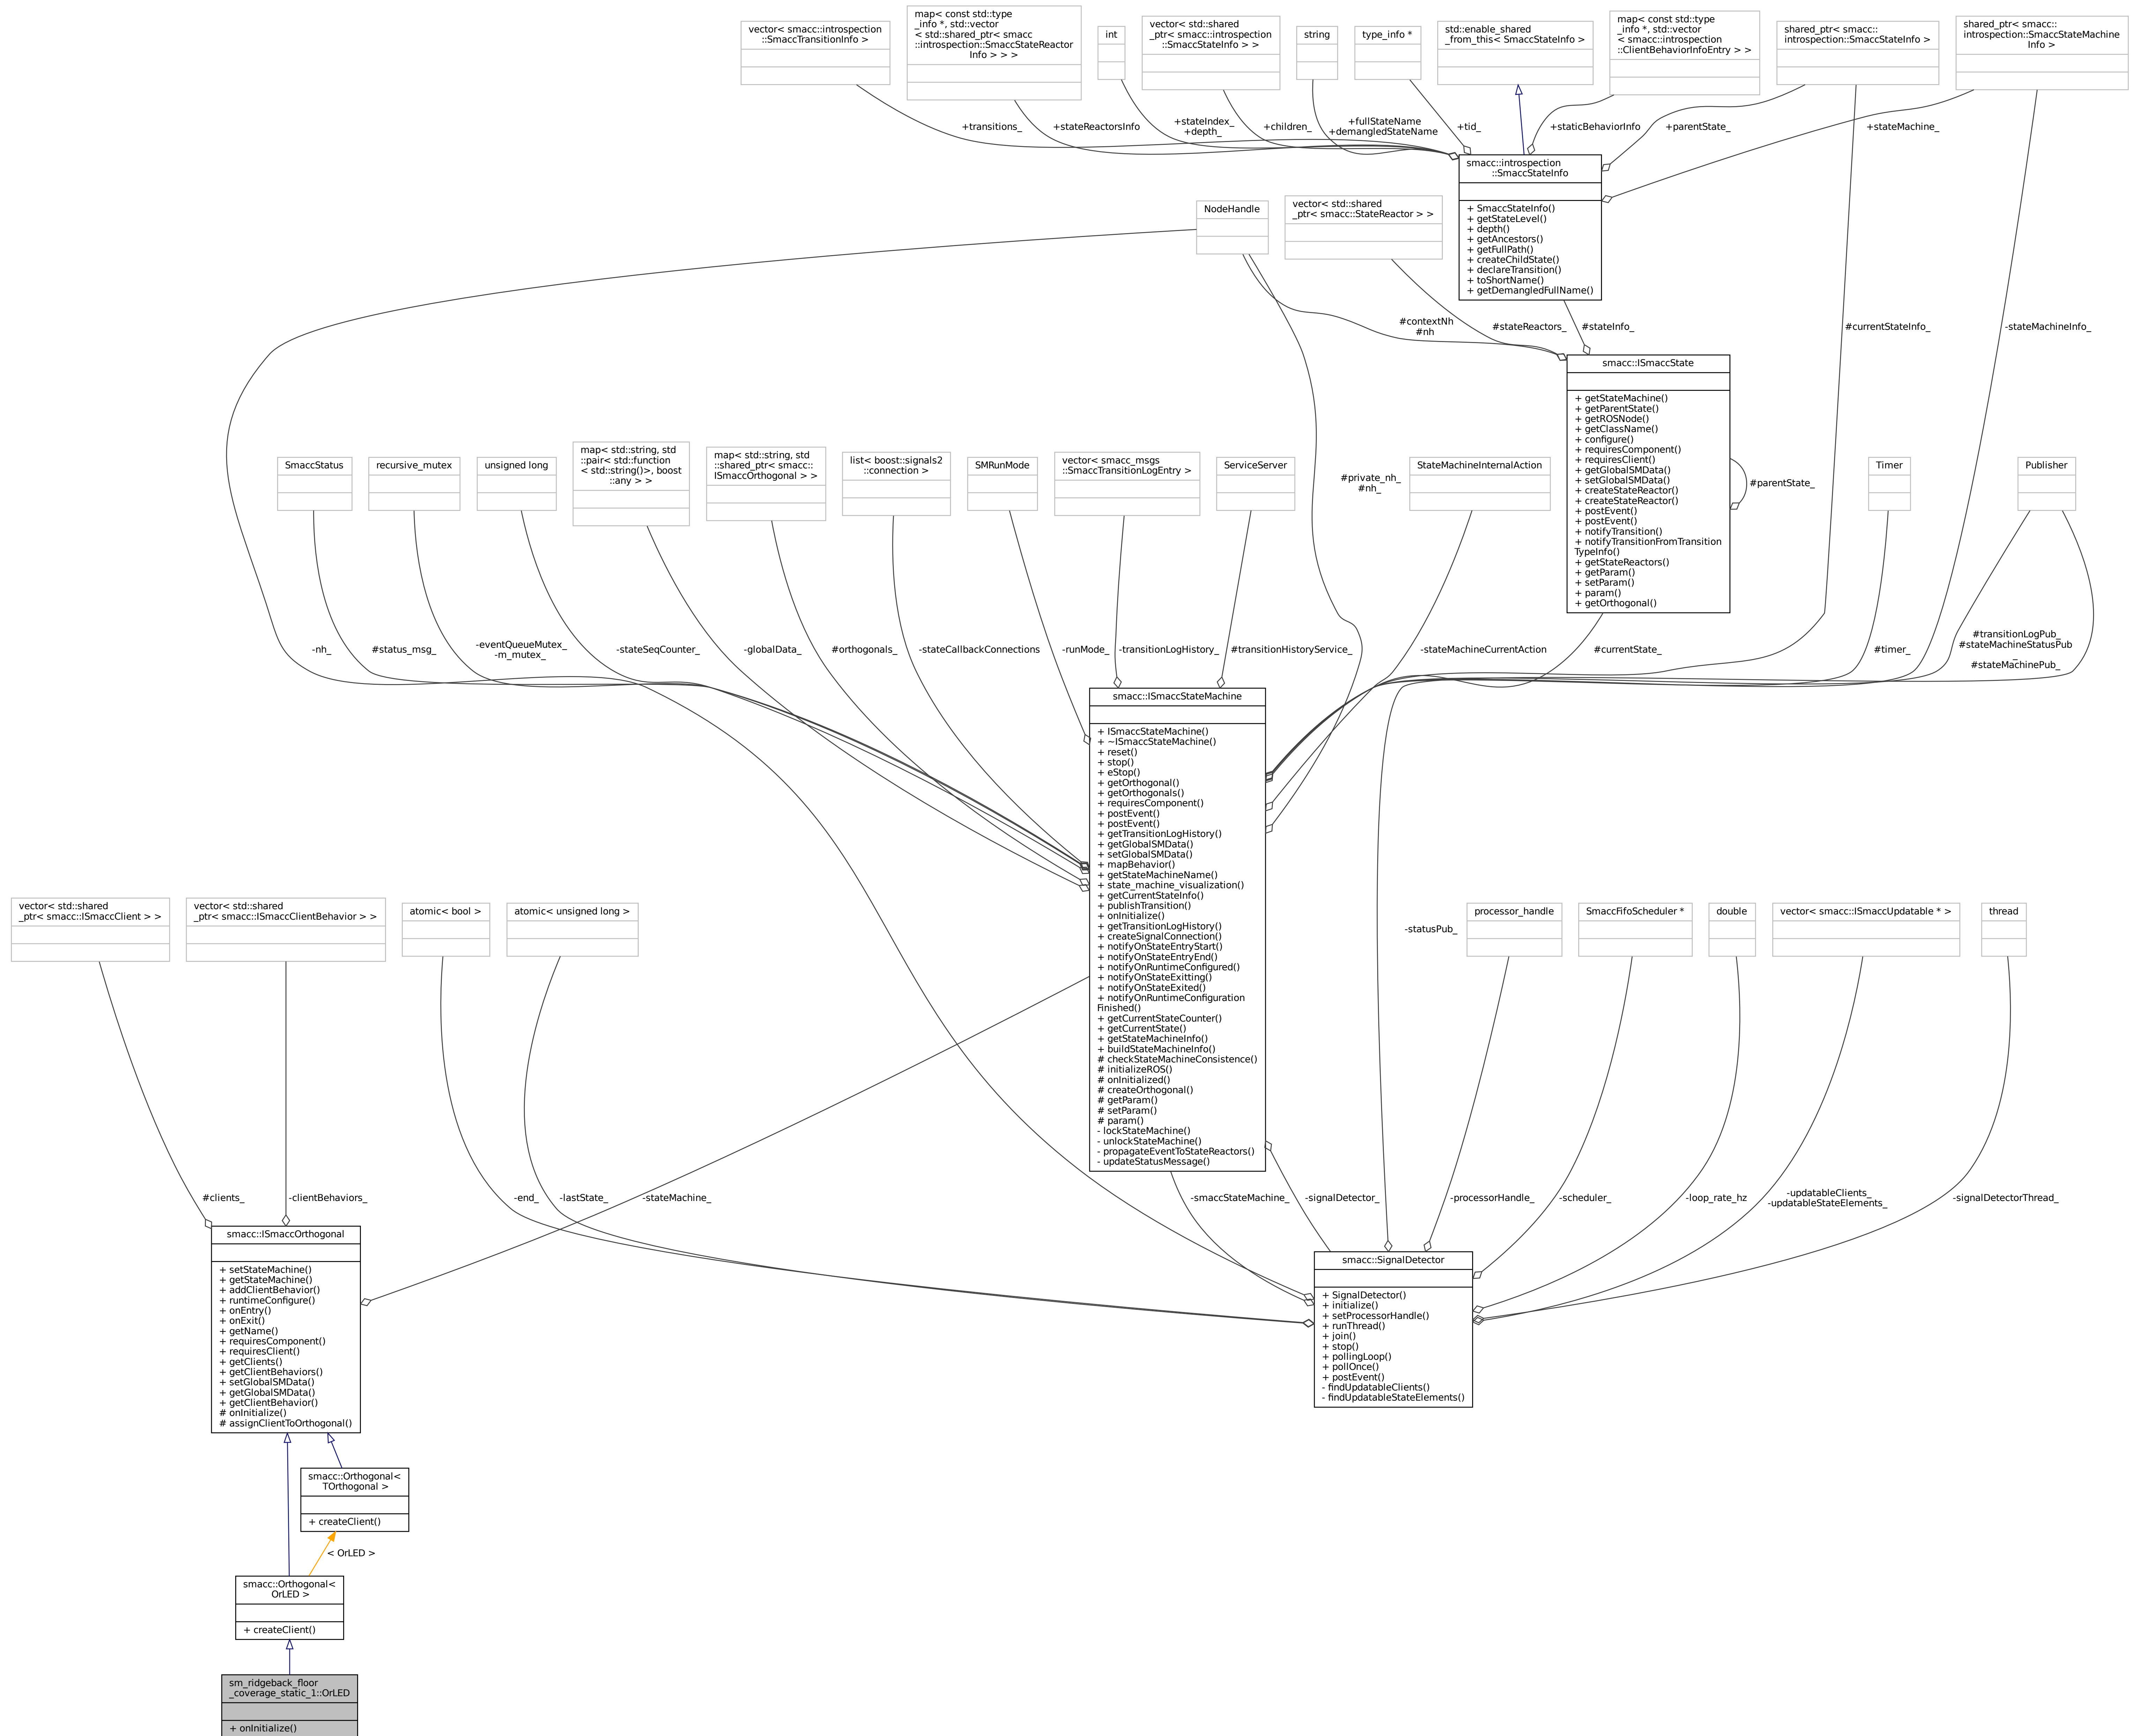 vector< smacc::introspection
::SmaccTransitionInfo >
map< const std::type
_info *, std::vector
< std::shared_ptr< smacc
::introspection::SmaccStateReactor
Info > > >
int
vector< std::shared
_ptr< smacc::introspection
::SmaccStateInfo > >
string
type_info *
std::enable_shared
_from_this< SmaccStateInfo >
map< const std::type
_info *, std::vector
< smacc::introspection
::ClientBehaviorInfoEntry > >
shared_ptr< smacc::
introspection::SmaccStateInfo >
shared_ptr< smacc::
introspection::SmaccStateMachine
Info >
+transitions_
+stateReactorsInfo
+stateIndex_
+depth_
+children_
+fullStateName
+demangledStateName
+tid_
+staticBehaviorInfo
+parentState_
+stateMachine_
smacc::introspection
::SmaccStateInfo
+ SmaccStateInfo()
+ getStateLevel()
+ depth()
+ getAncestors()
+ getFullPath()
+ createChildState()
+ declareTransition()
+ toShortName()
+ getDemangledFullName()
NodeHandle
vector< std::shared
_ptr< smacc::StateReactor > >
#contextNh
#nh
#stateReactors_
#stateInfo_
#currentStateInfo_
-stateMachineInfo_
smacc::ISmaccState
+ getStateMachine()
+ getParentState()
+ getROSNode()
+ getClassName()
+ configure()
+ requiresComponent()
+ requiresClient()
+ getGlobalSMData()
+ setGlobalSMData()
+ createStateReactor()
+ createStateReactor()
+ postEvent()
+ postEvent()
+ notifyTransition()
+ notifyTransitionFromTransition
TypeInfo()
+ getStateReactors()
+ getParam()
+ setParam()
+ param()
+ getOrthogonal()
#parentState_
SmaccStatus
recursive_mutex
unsigned long
map< std::string, std
::pair< std::function
< std::string()>, boost
::any > >
map< std::string, std
::shared_ptr< smacc::
ISmaccOrthogonal > >
list< boost::signals2
::connection >
SMRunMode
vector< smacc_msgs
::SmaccTransitionLogEntry >
ServiceServer
#private_nh_
#nh_
StateMachineInternalAction
Timer
Publisher
-nh_
#status_msg_
-eventQueueMutex_
-m_mutex_
-stateSeqCounter_
-globalData_
#orthogonals_
-stateCallbackConnections
-runMode_
-transitionLogHistory_
#transitionHistoryService_
-stateMachineCurrentAction
#currentState_
#timer_
#transitionLogPub_
#stateMachineStatusPub
_
#stateMachinePub_
smacc::ISmaccStateMachine
+ ISmaccStateMachine()
+ ~ISmaccStateMachine()
+ reset()
+ stop()
+ eStop()
+ getOrthogonal()
+ getOrthogonals()
+ requiresComponent()
+ postEvent()
+ postEvent()
+ getTransitionLogHistory()
+ getGlobalSMData()
+ setGlobalSMData()
+ mapBehavior()
+ getStateMachineName()
+ state_machine_visualization()
+ getCurrentStateInfo()
+ publishTransition()
+ onInitialize()
+ getTransitionLogHistory()
+ createSignalConnection()
+ notifyOnStateEntryStart()
+ notifyOnStateEntryEnd()
+ notifyOnRuntimeConfigured()
+ notifyOnStateExitting()
+ notifyOnStateExited()
+ notifyOnRuntimeConfiguration
Finished()
+ getCurrentStateCounter()
+ getCurrentState()
+ getStateMachineInfo()
+ buildStateMachineInfo()
# checkStateMachineConsistence()
# initializeROS()
# onInitialized()
# createOrthogonal()
# getParam()
# setParam()
# param()
- lockStateMachine()
- unlockStateMachine()
- propagateEventToStateReactors()
- updateStatusMessage()
vector< std::shared
_ptr< smacc::ISmaccClient > >
vector< std::shared
_ptr< smacc::ISmaccClientBehavior > >
atomic< bool >
atomic< unsigned long >
-statusPub_
processor_handle
SmaccFifoScheduler *
double
vector< smacc::ISmaccUpdatable * >
thread
#clients_
-clientBehaviors_
-end_
-lastState_
-stateMachine_
-smaccStateMachine_
-signalDetector_
-processorHandle_
-scheduler_
-loop_rate_hz
-updatableClients_
-updatableStateElements_
-signalDetectorThread_
smacc::ISmaccOrthogonal
+ setStateMachine()
+ getStateMachine()
+ addClientBehavior()
+ runtimeConfigure()
+ onEntry()
+ onExit()
+ getName()
+ requiresComponent()
+ requiresClient()
+ getClients()
+ getClientBehaviors()
+ setGlobalSMData()
+ getGlobalSMData()
+ getClientBehavior()
# onInitialize()
# assignClientToOrthogonal()
smacc::SignalDetector
+ SignalDetector()
+ initialize()
+ setProcessorHandle()
+ runThread()
+ join()
+ stop()
+ pollingLoop()
+ pollOnce()
+ postEvent()
- findUpdatableClients()
- findUpdatableStateElements()
smacc::Orthogonal<
TOrthogonal >
+ createClient()
< OrLED >
smacc::Orthogonal<
OrLED >
+ createClient()
sm_ridgeback_floor
_coverage_static_1::OrLED
+ onInitialize()